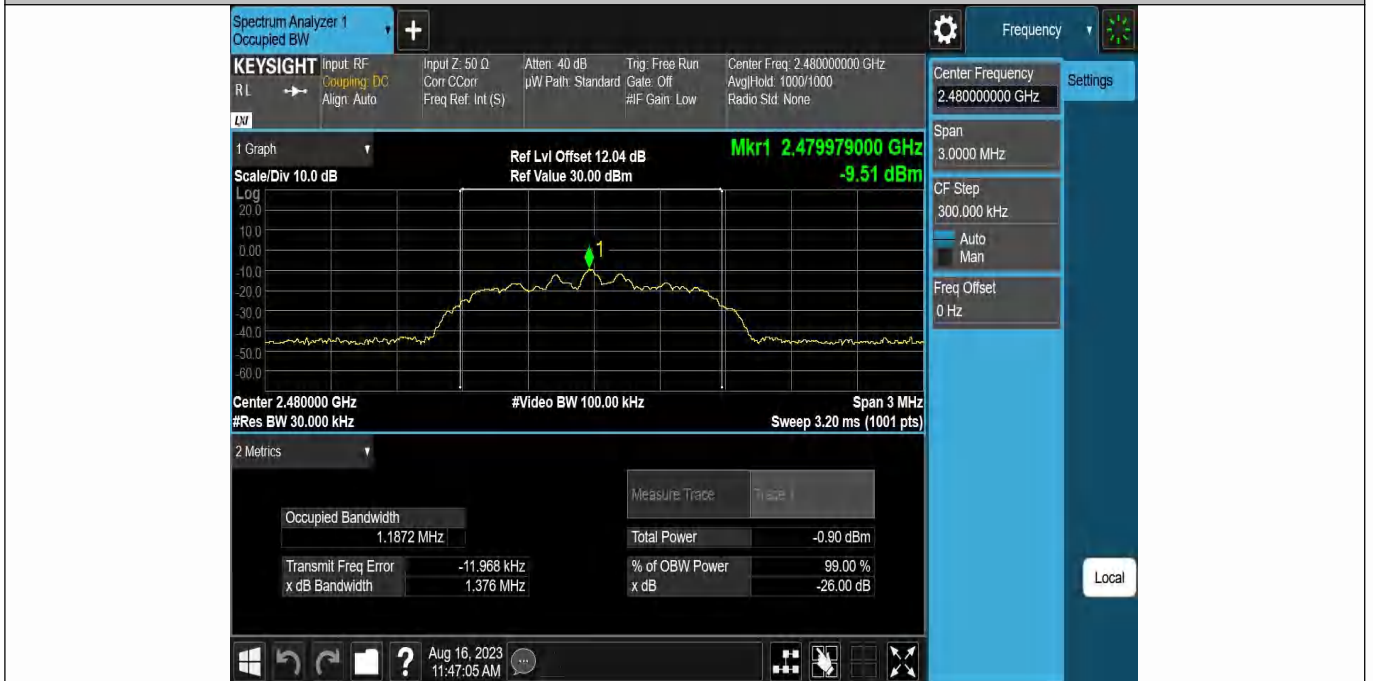 Spectrum Analyzer 1
Occupied BW
Frequency
KEYSIGHT
Input: RF
Coupling: DC
Align: Auto
Input Z: 50 Ω
Corr CCorr
Freq Ref: Int (S)
Atten: 40 dB
µW Path: Standard
Trig: Free Run
Gate: Off
#IF Gain: Low
Center Freq: 2.480000000 GHz
Avg|Hold: 1000/1000
Radio Std: None
R L
LXI
Center Frequency
2.480000000 GHz
Settings
Span
3.0000 MHz
CF Step
300.000 kHz
Auto
Man
Freq Offset
0 Hz
1 Graph
Scale/Div 10.0 dB
Ref Lvl Offset 12.04 dB
Ref Value 30.00 dBm
Mkr1 2.479979000 GHz
-9.51 dBm
Log
20.0
10.0
0.00
-10.0
-20.0
-30.0
-40.0
-50.0
-60.0
1
Center 2.480000 GHz
#Res BW 30.000 kHz
#Video BW 100.00 kHz
Span 3 MHz
Sweep 3.20 ms (1001 pts)
2 Metrics
Measure Trace
Trace 1
Occupied Bandwidth
1.1872 MHz
Total Power
-0.90 dBm
Transmit Freq Error
-11.968 kHz
% of OBW Power
99.00 %
x dB Bandwidth
1.376 MHz
x dB
-26.00 dB
Local
?
Aug 16, 2023
11:47:05 AM